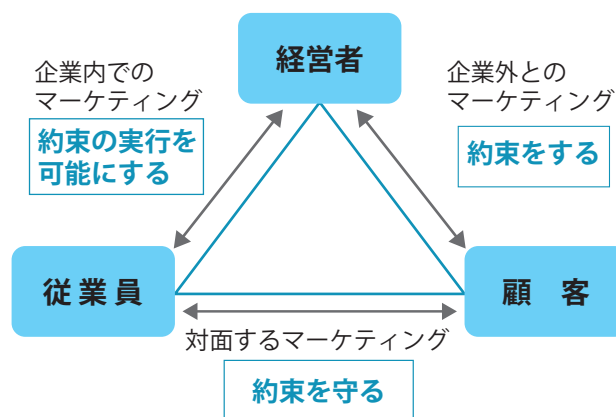 経営者
企業内での
マーケティング
約束の実行を
可能にする
企業外との
マーケティング
約束をする
従業員
顧　客
対面するマーケティング
約束を守る